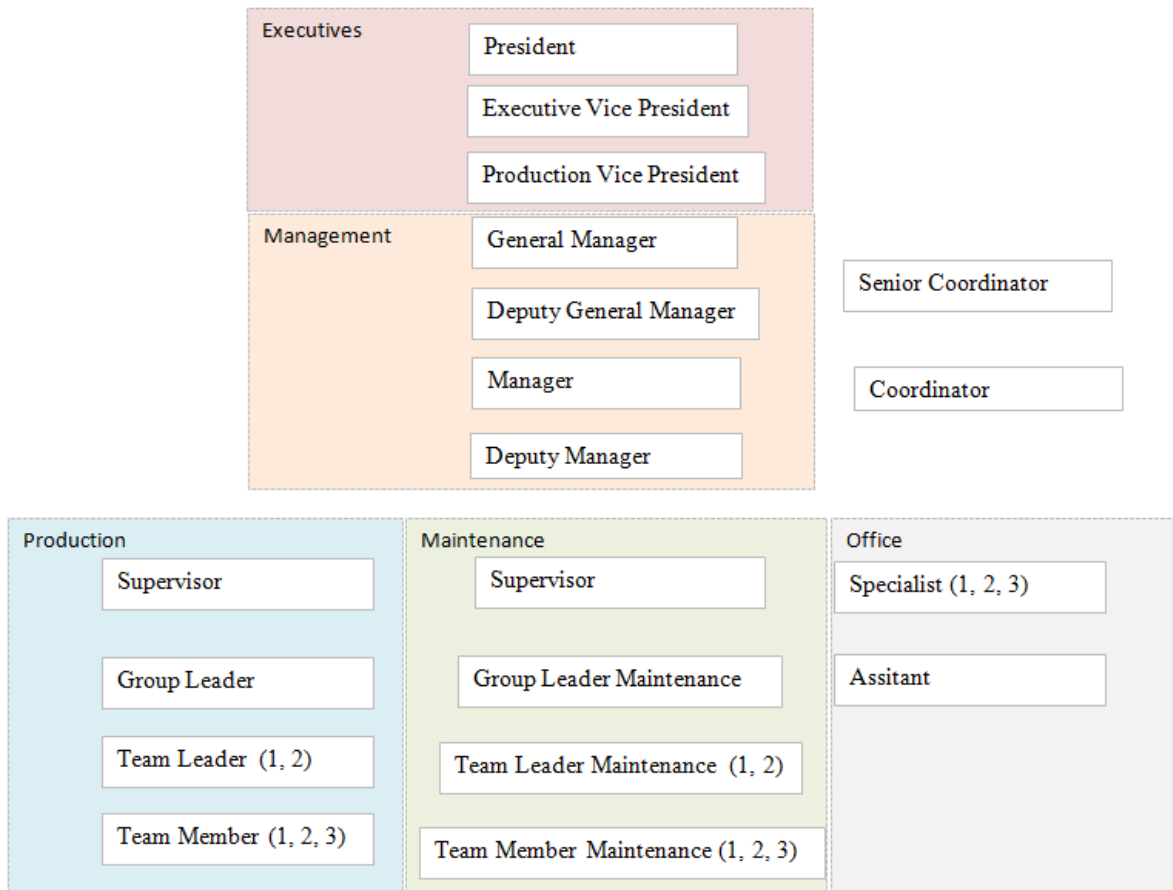 Executives
President
Executive Vice President
Production Vice President
Management
General Manager
Deputy General Manager
Manager
Deputy Manager
Senior Coordinator
Coordinator
Production
Supervisor
Group Leader
Team Leader (1, 2)
Team Member (1, 2, 3)
Maintenance
Supervisor
Group Leader Maintenance
Team Leader Maintenance (1, 2)
Team Member Maintenance (1, 2, 3)
Office
Specialist (1, 2, 3)
Assitant